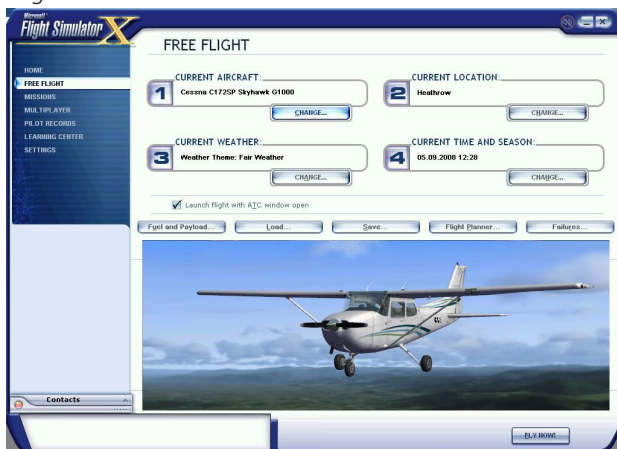 Microsoft
Flight Simulator X
FREE FLIGHT
HOME
FREE FLIGHT
MISSIONS
MULTIPLAYER
PILOT RECORDS
LEARNING CENTER
SETTINGS
1 CURRENT AIRCRAFT:
Cessna C172SP Skyhawk G1000
CHANGE...
2 CURRENT LOCATION:
Heathrow
CHANGE...
3 CURRENT WEATHER:
Weather Theme: Fair Weather
CHANGE...
4 CURRENT TIME AND SEASON:
05.09.2008 12:28
CHANGE...
Launch flight with ATC window open
Fuel and Payload... Load... Save... Flight Planner... Failures...
Contacts
FLY NOW!